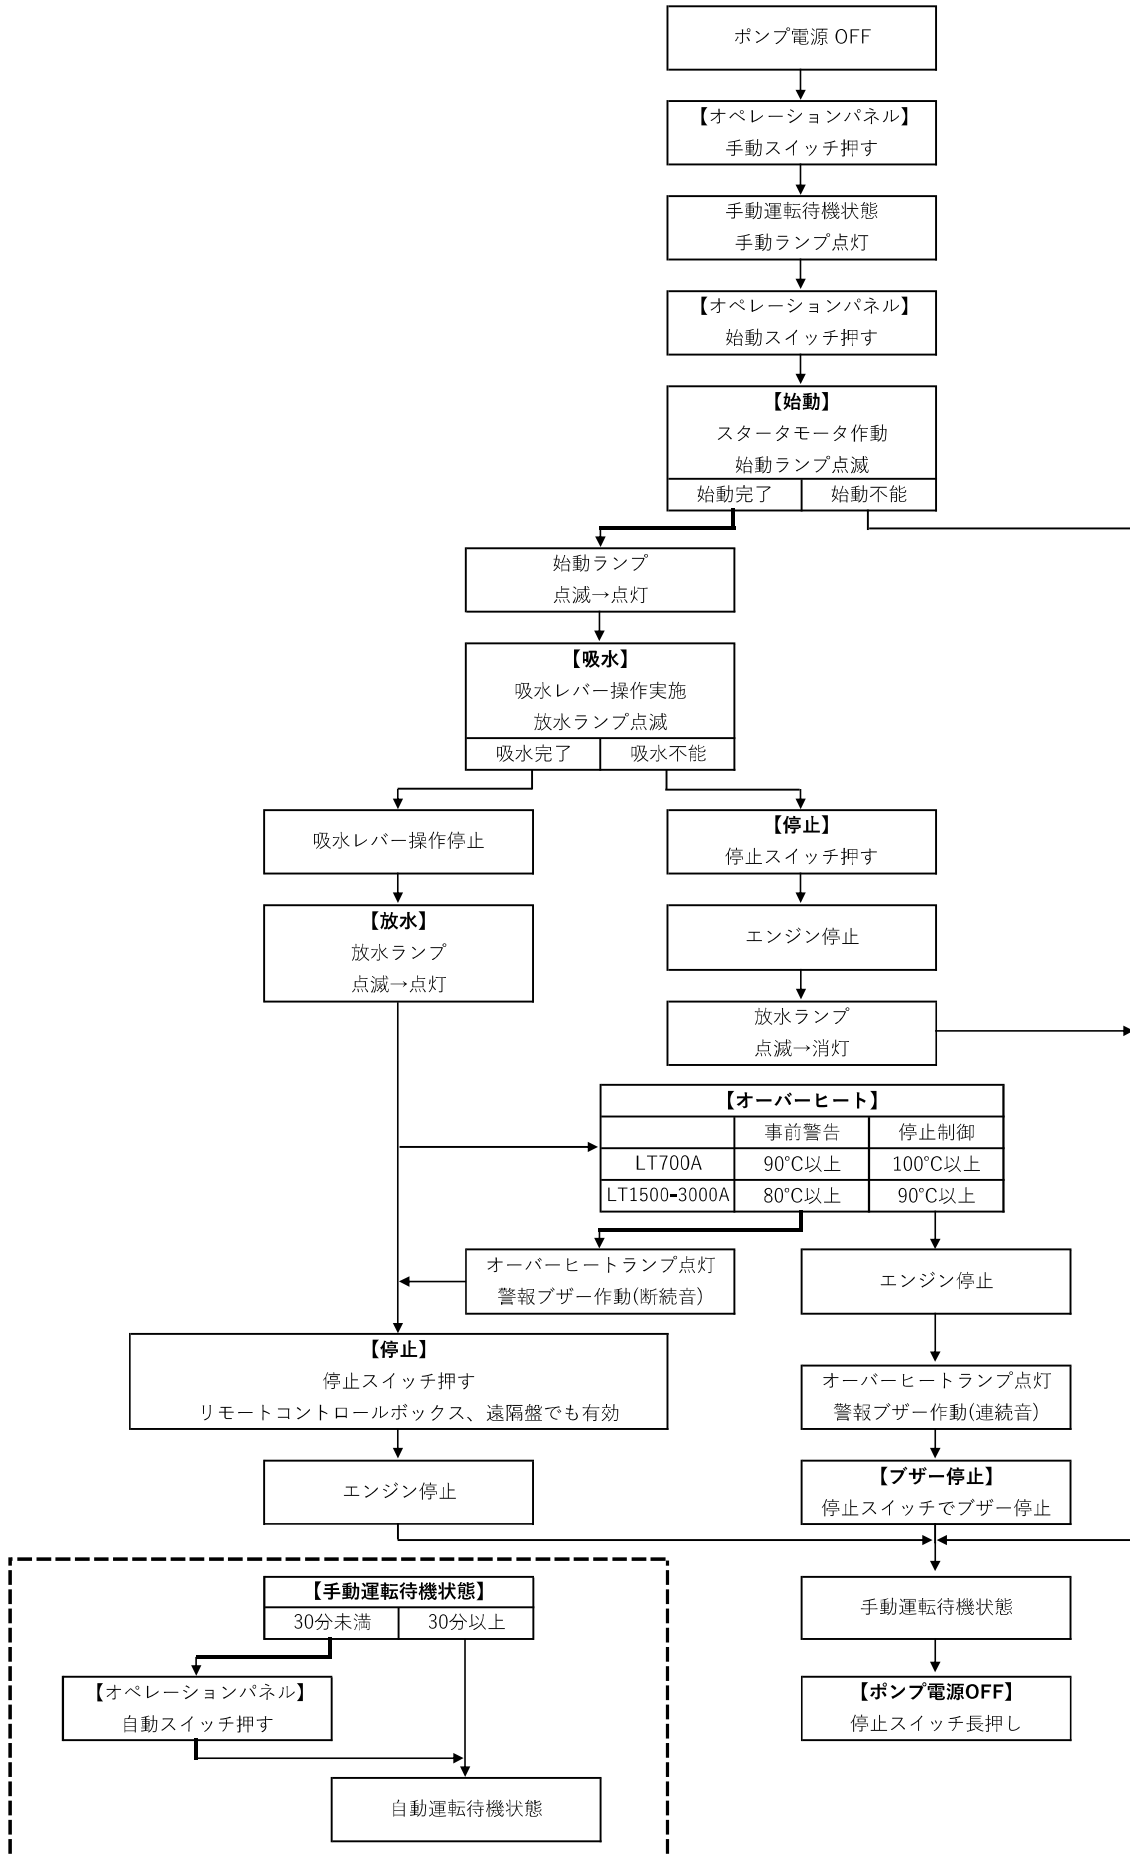 ポンプ電源 OFF
【オペレーションパネル】
手動スイッチ押す
手動運転待機状態
手動ランプ点灯
【オペレーションパネル】
始動スイッチ押す
【始動】
スタータモータ作動
始動ランプ点滅
始動完了
始動不能
始動ランプ
点滅→点灯
【吸水】
吸水レバー操作実施
放水ランプ点滅
吸水完了
吸水不能
吸水レバー操作停止
【停止】
停止スイッチ押す
【放水】
放水ランプ
点滅→点灯
エンジン停止
放水ランプ
点滅→消灯
【オーバーヒート】
事前警告
停止制御
LT700A
90℃以上
100℃以上
LT1500-3000A
80℃以上
90℃以上
オーバーヒートランプ点灯
警報ブザー作動(断続音)
エンジン停止
【停止】
停止スイッチ押す
リモートコントロールボックス、遠隔盤でも有効
オーバーヒートランプ点灯
警報ブザー作動(連続音)
エンジン停止
【ブザー停止】
停止スイッチでブザー停止
【手動運転待機状態】
30分未満
30分以上
手動運転待機状態
【オペレーションパネル】
自動スイッチ押す
【ポンプ電源OFF】
停止スイッチ長押し
自動運転待機状態